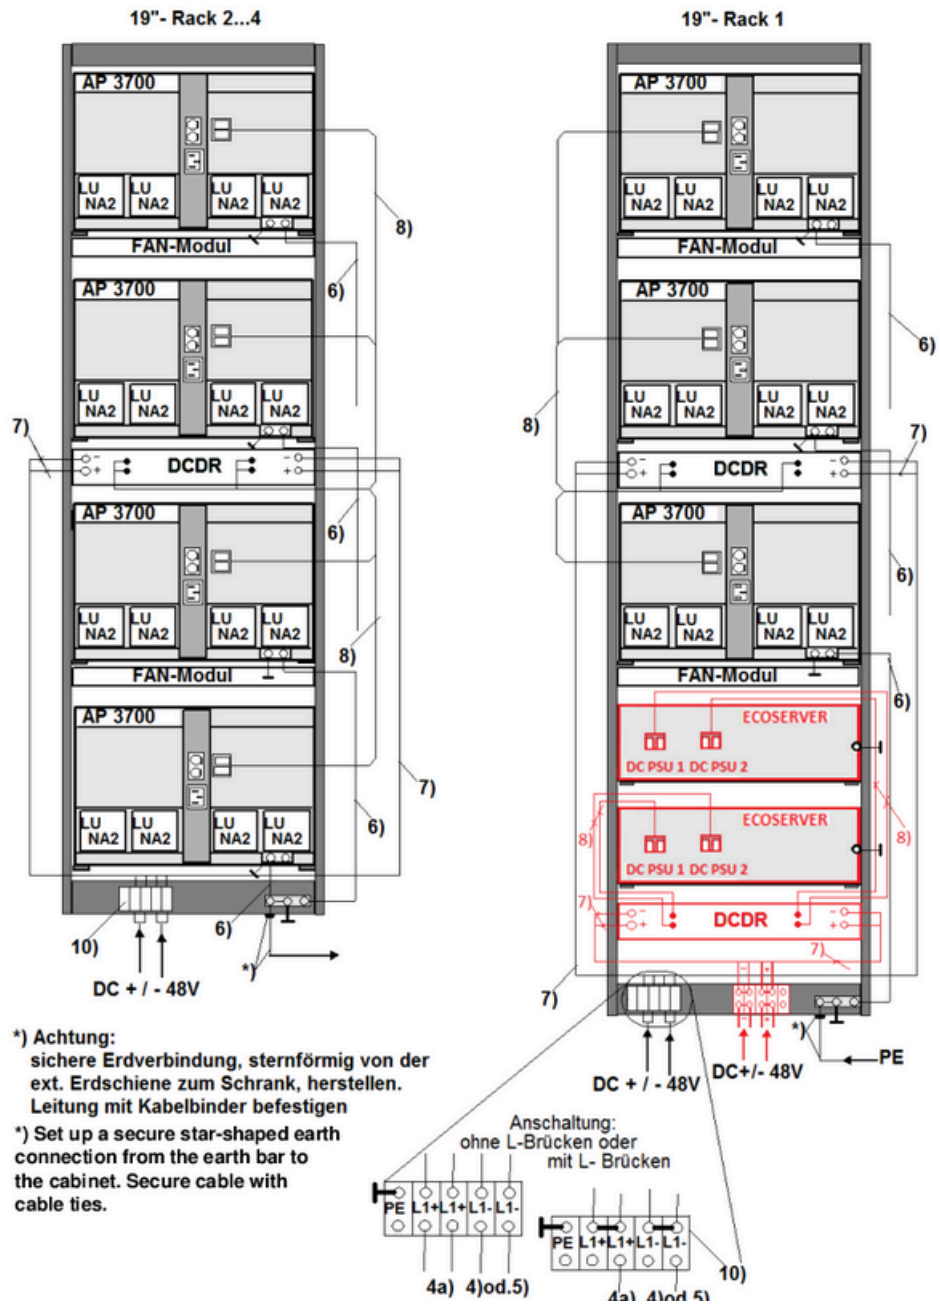 19"- Rack 2...4
AP 3700
LU NA2
LU NA2
LU NA2
LU NA2
8)
FAN-Modul
6)
AP 3700
LU NA2
LU NA2
LU NA2
LU NA2
7)
- +
DCDR
- +
6)
AP 3700
LU NA2
LU NA2
LU NA2
LU NA2
8)
FAN-Modul
AP 3700
7)
LU NA2
LU NA2
LU NA2
LU NA2
6)
10)
6)
*)
DC + / - 48V
19"- Rack 1
AP 3700
LU NA2
LU NA2
LU NA2
LU NA2
FAN-Modul
AP 3700
6)
LU NA2
LU NA2
LU NA2
LU NA2
8)
7)
- +
DCDR
- +
AP 3700
6)
LU NA2
LU NA2
LU NA2
LU NA2
FAN-Modul
6)
ECOSERVER
DC PSU 1 DC PSU 2
ECOSERVER
8)
8)
DC PSU 1 DC PSU 2
7)
- +
DCDR
- +
7)
7)
- +
- +
*)
PE
DC + / - 48V
DC+/- 48V
*) Achtung:
sichere Erdverbindung, sternförmig von der
ext. Erdschiene zum Schrank, herstellen.
Leitung mit Kabelbinder befestigen
*) Set up a secure star-shaped earth
connection from the earth bar to
the cabinet. Secure cable with
cable ties.
Anschaltung:
ohne L-Brücken oder
mit L- Brücken
PE L1+ L1+ L1- L1-
4a) 4)od.5)
PE L1+ L1+ L1- L1-
10)
4a) 4)od.5)